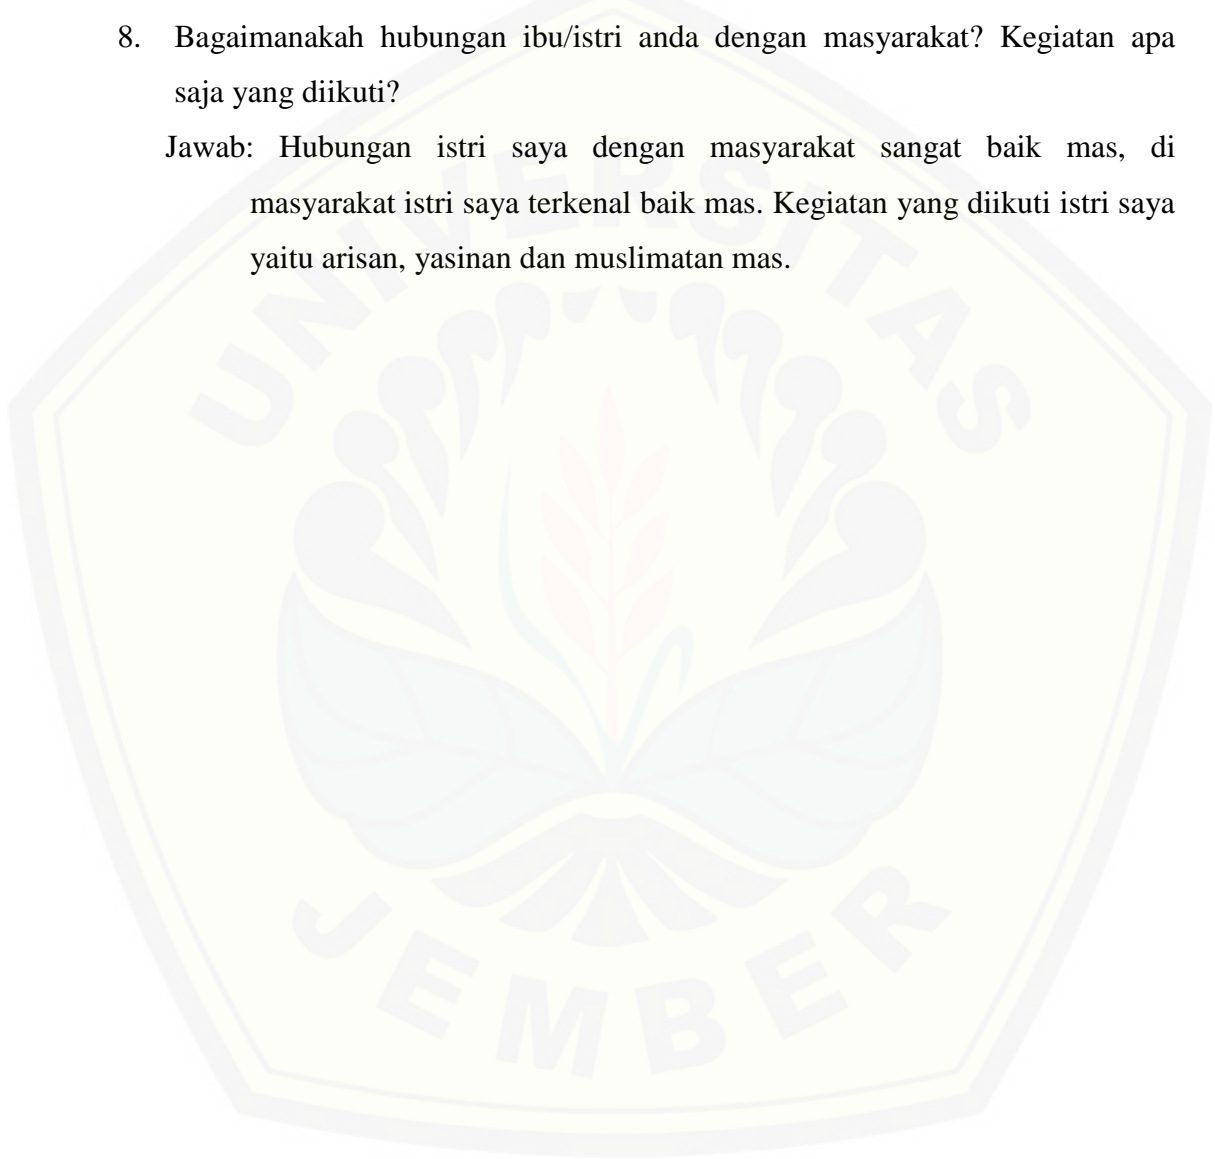 8. Bagaimanakah hubungan ibu/istri anda dengan masyarakat? Kegiatan apa
saja yang diikuti?
Jawab: Hubungan istri saya dengan masyarakat sangat baik mas, di
masyarakat istri saya terkenal baik mas. Kegiatan yang diikuti istri saya
yaitu arisan, yasinan dan muslimatan mas.
UNIVERSITAS
JEMBER